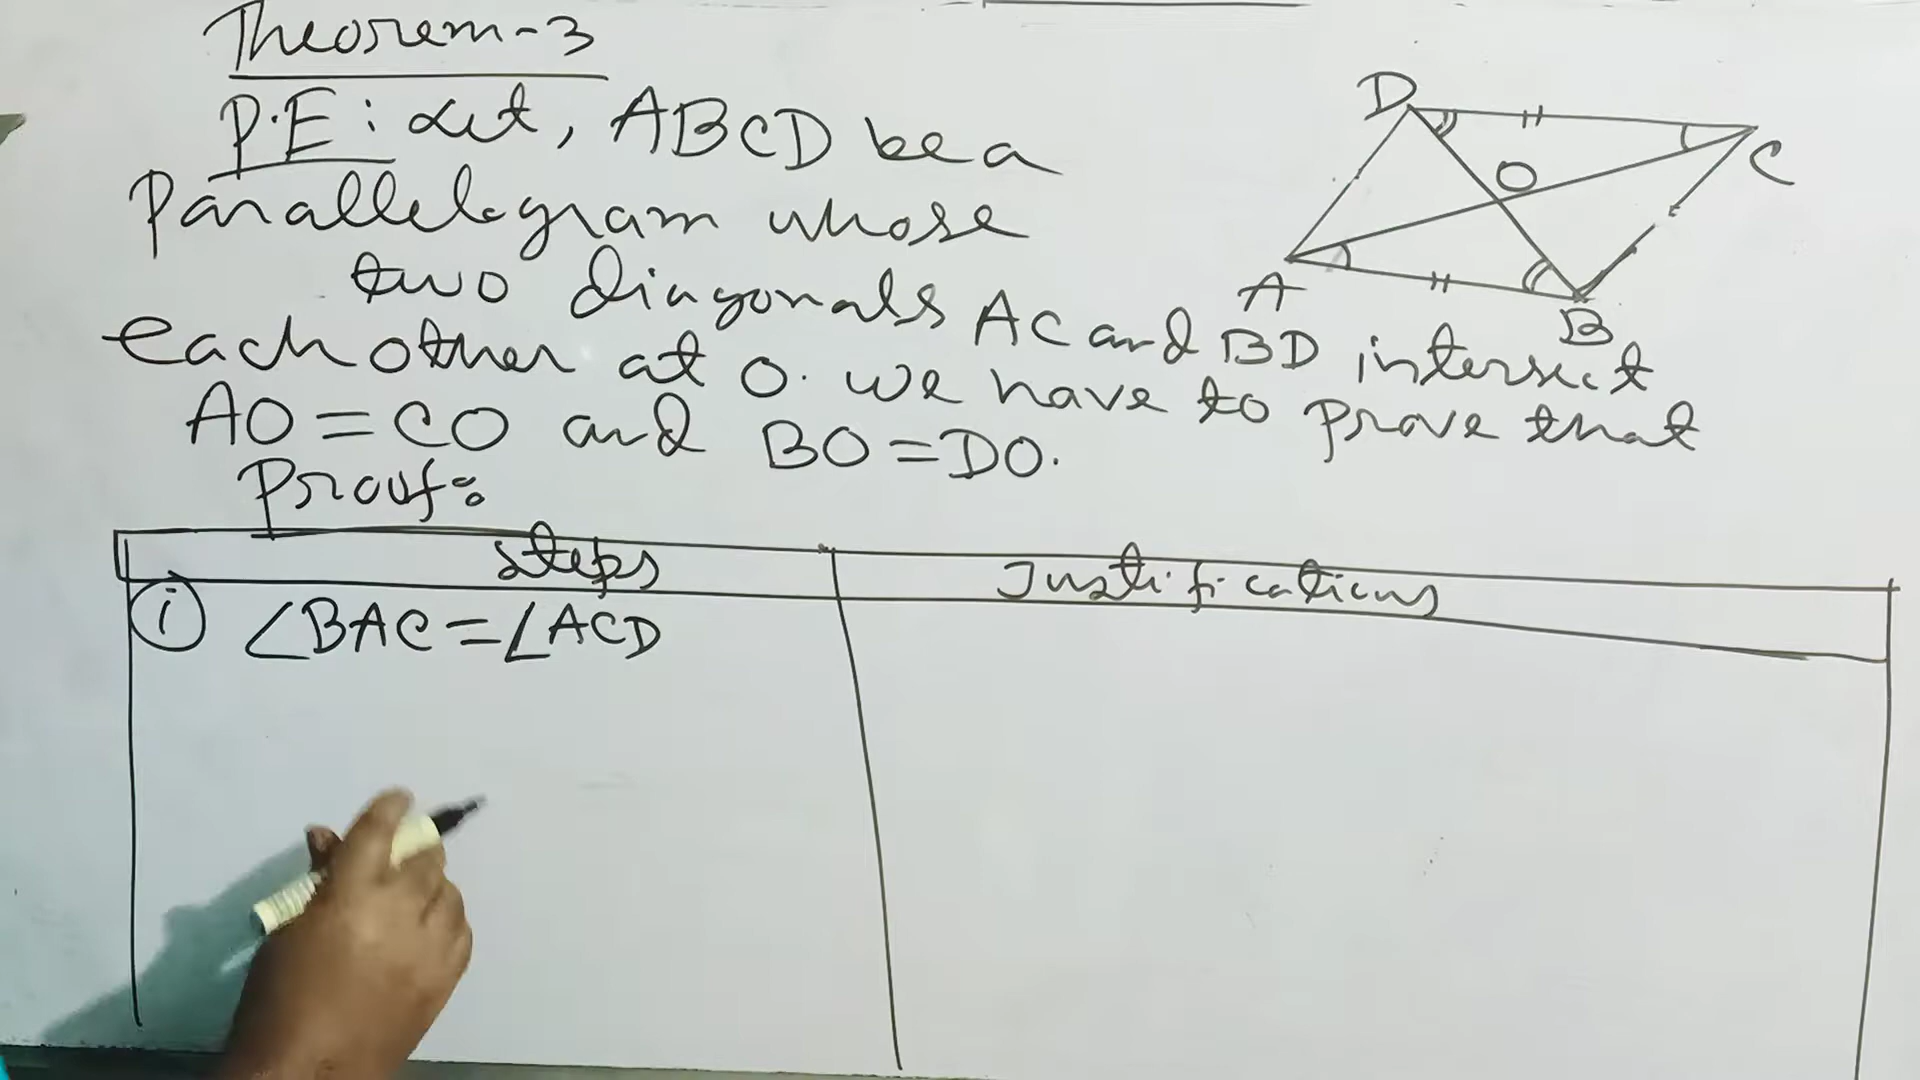 Theorem-3
P.E: Let, ABCD be a
Parallelogram whose
two diagonals AC and BD intersect
each other at O. we have to prove that
AO = CO and BO = DO.
Proof:
D
C
O
A
B
Steps
Justifications
i ∠BAC = ∠ACD